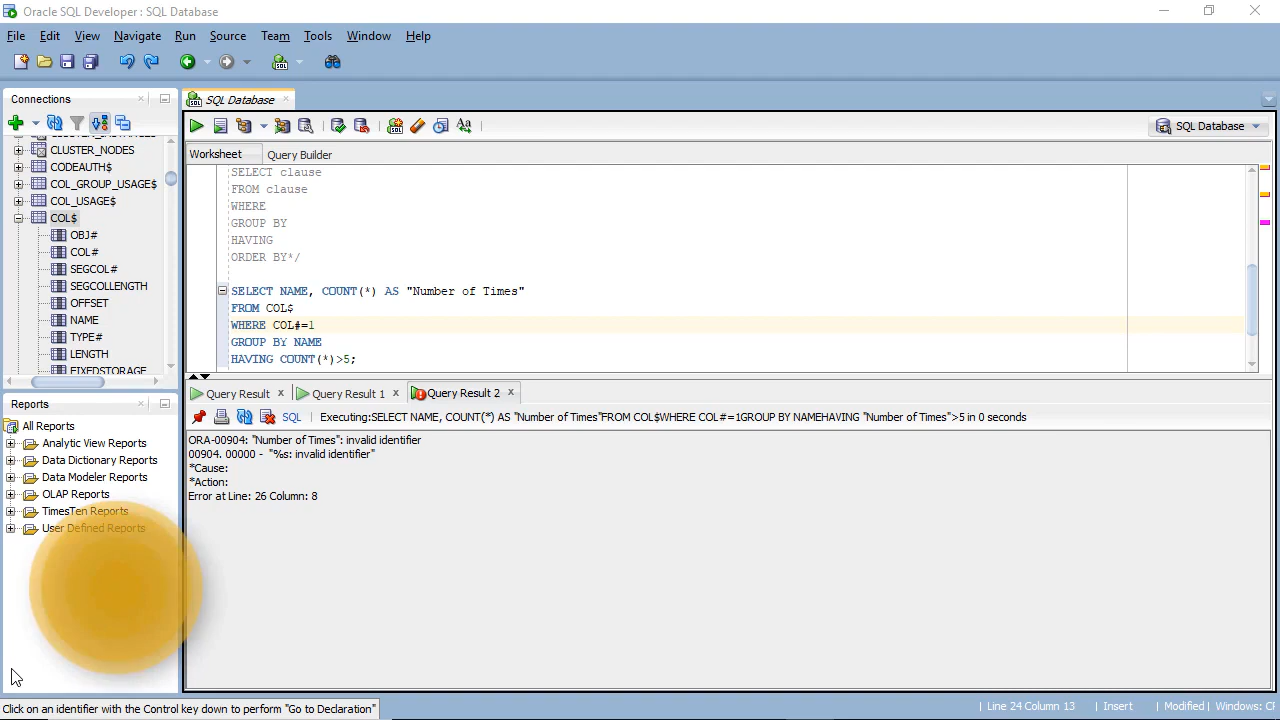 Oracle SQL Developer : SQL Database
File Edit View Navigate Run Source Team Tools Window Help
Connections
SQL Database
SQL Database
Worksheet Query Builder
CLUSTER_NODES
CODEAUTH$
COL_GROUP_USAGE$
COL_USAGE$
COL$
OBJ#
COL#
SEGCOL#
SEGCOLLENGTH
OFFSET
NAME
TYPE#
LENGTH
FIXEDSTORAGE
SELECT clause
FROM clause
WHERE
GROUP BY
HAVING
ORDER BY*/
SELECT NAME, COUNT(*) AS "Number of Times"
FROM COL$
WHERE COL#=1
GROUP BY NAME
HAVING COUNT(*)>5;
Reports
All Reports
Analytic View Reports
Data Dictionary Reports
Data Modeler Reports
OLAP Reports
TimesTen Reports
User Defined Reports
Query Result Query Result 1 Query Result 2
SQL Executing:SELECT NAME, COUNT(*) AS "Number of Times"FROM COL$WHERE COL#=1GROUP BY NAMEHAVING "Number of Times">5 in 0 seconds
ORA-00904: "Number of Times": invalid identifier
00904. 00000 - "%s: invalid identifier"
*Cause:
*Action:
Error at Line: 26 Column: 8
Click on an identifier with the Control key down to perform "Go to Declaration"
Line 24 Column 13 Insert Modified Windows: CF